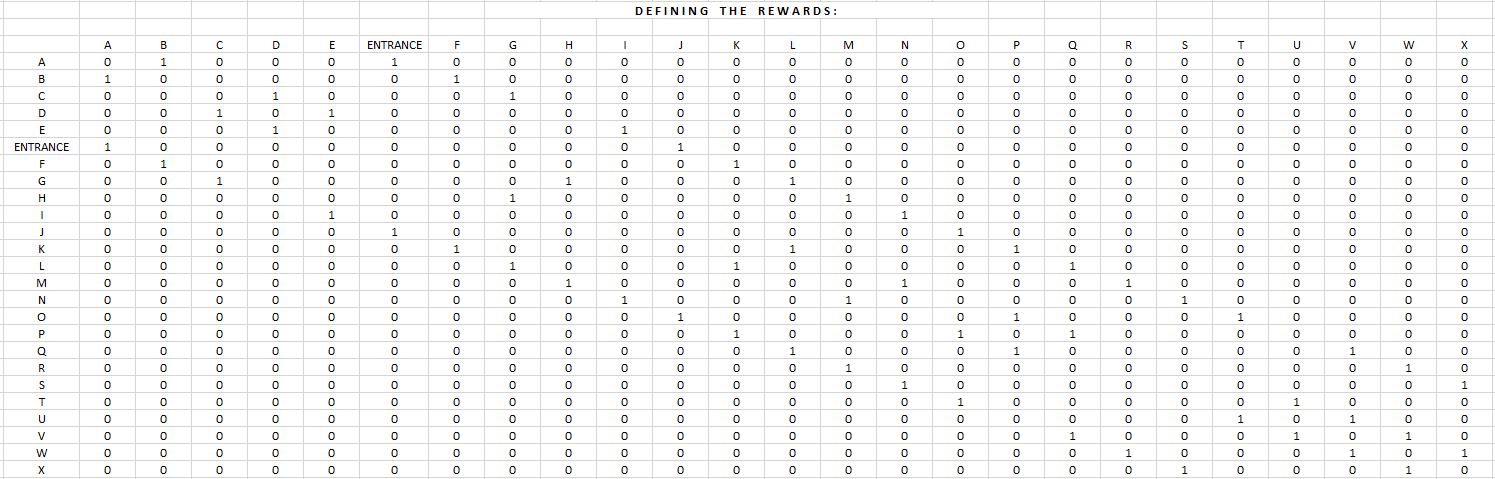 DEFINING THE REWARDS:
A B C D E ENTRANCE F G H I J K L M N O P Q R S T U V W X
A 0 1 0 0 0 1 0 0 0 0 0 0 0 0 0 0 0 0 0 0 0 0 0 0 0
B 1 0 0 0 0 0 1 0 0 0 0 0 0 0 0 0 0 0 0 0 0 0 0 0 0
C 0 0 0 1 0 0 0 1 0 0 0 0 0 0 0 0 0 0 0 0 0 0 0 0 0
D 0 0 1 0 1 0 0 0 0 0 0 0 0 0 0 0 0 0 0 0 0 0 0 0 0
E 0 0 0 1 0 0 0 0 0 1 0 0 0 0 0 0 0 0 0 0 0 0 0 0 0
ENTRANCE 1 0 0 0 0 0 0 0 0 0 1 0 0 0 0 0 0 0 0 0 0 0 0 0 0
F 0 1 0 0 0 0 0 0 0 0 0 1 0 0 0 0 0 0 0 0 0 0 0 0 0
G 0 0 1 0 0 0 0 0 1 0 0 0 1 0 0 0 0 0 0 0 0 0 0 0 0
H 0 0 0 0 0 0 0 1 0 0 0 0 0 1 0 0 0 0 0 0 0 0 0 0 0
I 0 0 0 0 1 0 0 0 0 0 0 0 0 0 1 0 0 0 0 0 0 0 0 0 0
J 0 0 0 0 0 1 0 0 0 0 0 0 0 0 0 1 0 0 0 0 0 0 0 0 0
K 0 0 0 0 0 0 1 0 0 0 0 0 1 0 0 0 1 0 0 0 0 0 0 0 0
L 0 0 0 0 0 0 0 1 0 0 0 1 0 0 0 0 0 1 0 0 0 0 0 0 0
M 0 0 0 0 0 0 0 0 1 0 0 0 0 0 1 0 0 0 1 0 0 0 0 0 0
N 0 0 0 0 0 0 0 0 0 1 0 0 0 1 0 0 0 0 0 1 0 0 0 0 0
O 0 0 0 0 0 0 0 0 0 0 1 0 0 0 0 0 1 0 0 0 1 0 0 0 0
P 0 0 0 0 0 0 0 0 0 0 0 1 0 0 0 1 0 1 0 0 0 0 0 0 0
Q 0 0 0 0 0 0 0 0 0 0 0 0 1 0 0 0 1 0 0 0 0 0 1 0 0
R 0 0 0 0 0 0 0 0 0 0 0 0 0 1 0 0 0 0 0 0 0 0 0 1 0
S 0 0 0 0 0 0 0 0 0 0 0 0 0 0 1 0 0 0 0 0 0 0 0 0 1
T 0 0 0 0 0 0 0 0 0 0 0 0 0 0 0 1 0 0 0 0 0 1 0 0 0
U 0 0 0 0 0 0 0 0 0 0 0 0 0 0 0 0 0 0 0 0 1 0 1 0 0
V 0 0 0 0 0 0 0 0 0 0 0 0 0 0 0 0 0 1 0 0 0 1 0 1 0
W 0 0 0 0 0 0 0 0 0 0 0 0 0 0 0 0 0 0 1 0 0 0 1 0 1
X 0 0 0 0 0 0 0 0 0 0 0 0 0 0 0 0 0 0 0 1 0 0 0 1 0